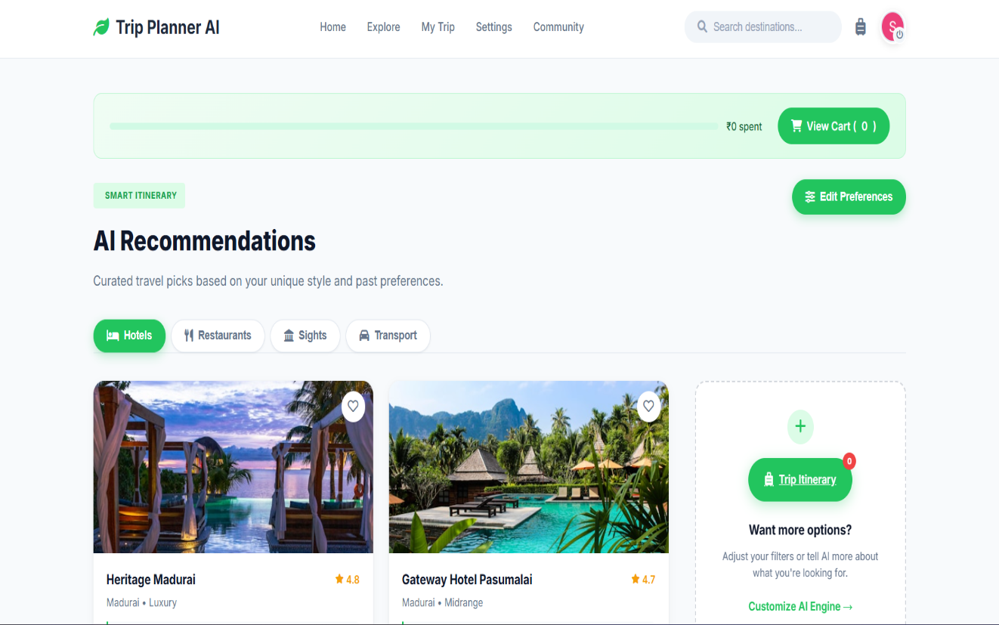 Trip Planner AI
Home Explore My Trip Settings Community
Search destinations...
S
₹0 spent
View Cart ( 0 )
SMART ITINERARY
Edit Preferences
AI Recommendations
Curated travel picks based on your unique style and past preferences.
Hotels Restaurants Sights Transport
Heritage Madurai 4.8
Madurai • Luxury
Gateway Hotel Pasumalai 4.7
Madurai • Midrange
+
0
Trip Itinerary
Want more options?
Adjust your filters or tell AI more about
what you're looking for.
Customize AI Engine →